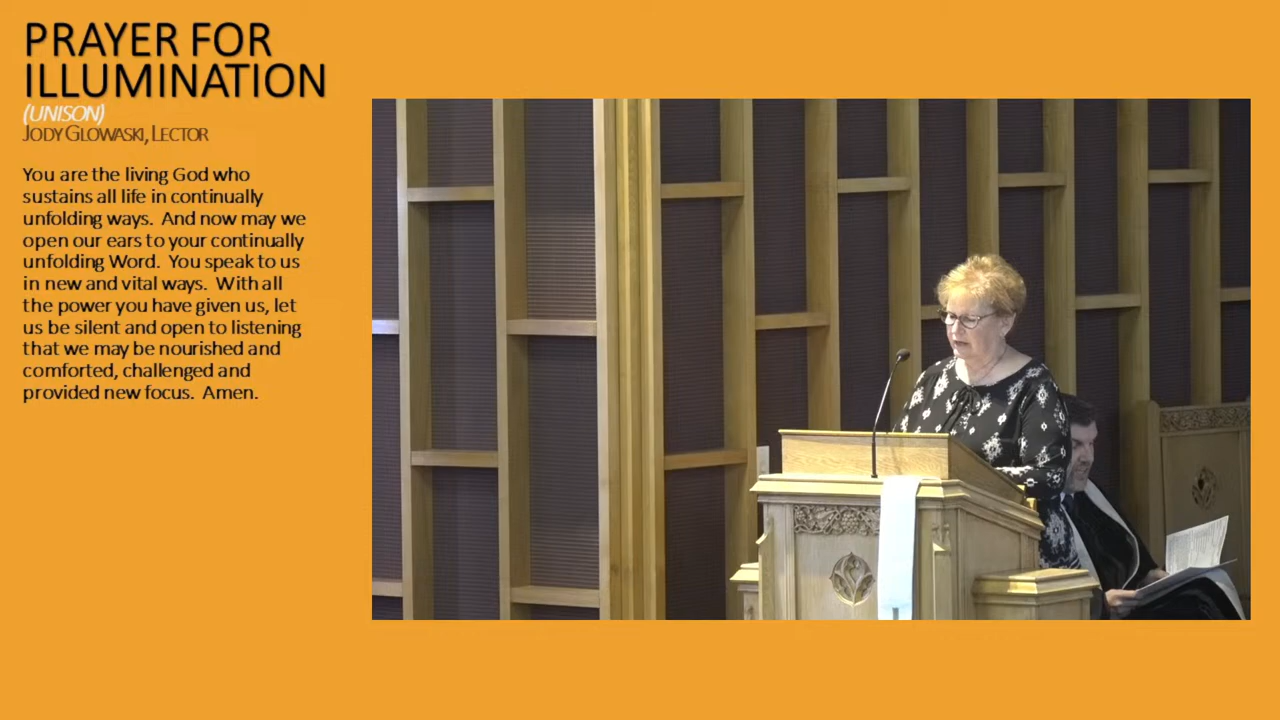 PRAYER FOR
ILLUMINATION
(UNISON)
JODY GLOWASKI, LECTOR
You are the living God who
sustains all life in continually
unfolding ways.  And now may we
open our ears to your continually
unfolding Word.  You speak to us
in new and vital ways.  With all
the power you have given us, let
us be silent and open to listening
that we may be nourished and
comforted, challenged and
provided new focus.  Amen.